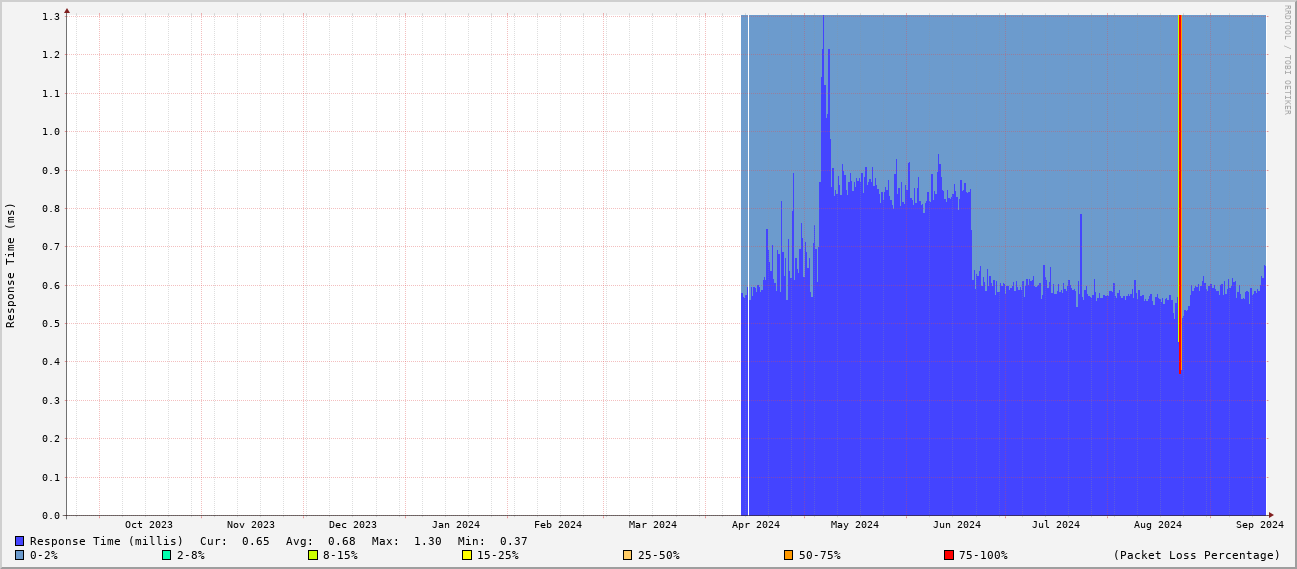 RRDTOOL / TOBI OETIKER
Response Time (ms)
1.3
1.2
1.1
1.0
0.9
0.8
0.7
0.6
0.5
0.4
0.3
0.2
0.1
0.0
Oct 2023 Nov 2023 Dec 2023 Jan 2024 Feb 2024 Mar 2024 Apr 2024 May 2024 Jun 2024 Jul 2024 Aug 2024 Sep 2024
Response Time (millis) Cur: 0.65 Avg: 0.68 Max: 1.30 Min: 0.37
0-2% 2-8% 8-15% 15-25% 25-50% 50-75% 75-100% (Packet Loss Percentage)